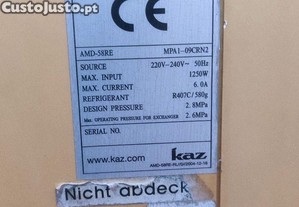 CustoJusto.pt
CE
AMD-58RE MPA1-09CRN2
SOURCE 220V~240V~ 50Hz
MAX. INPUT 1250W
MAX. CURRENT 6.0A
REFRIGERANT R407C/580g
DESIGN PRESSURE 2.8MPa
Max. OPERATING PRESSURE FOR EXCHANGER 2.6MPa
SERIAL NO.
www.kaz.com kaz
Nicht abdeck